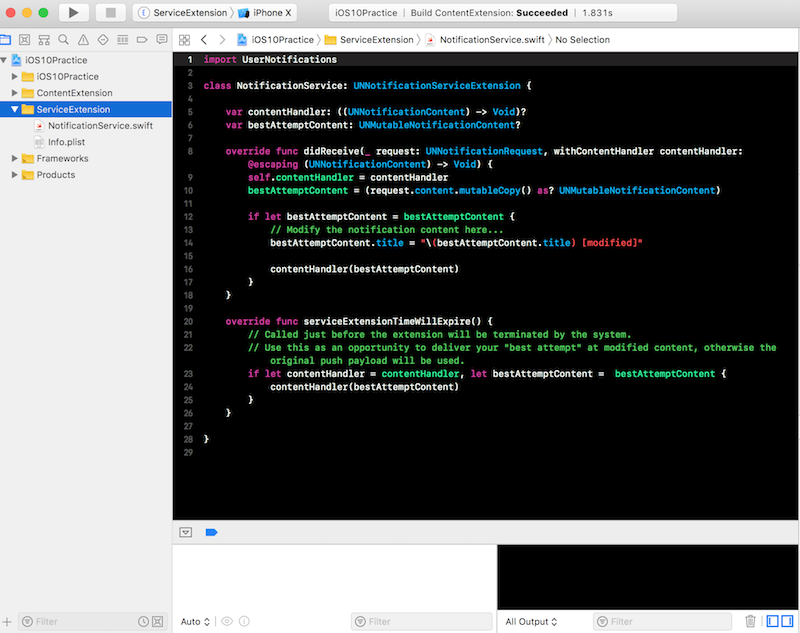 ServiceExtension 〉 iPhone X
iOS10Practice | Build ContentExtension: Succeeded | 1.831s
iOS10Practice 〉 ServiceExtension 〉 NotificationService.swift 〉 No Selection
iOS10Practice
iOS10Practice
ContentExtension
ServiceExtension
NotificationService.swift
Info.plist
Frameworks
Products
1 import UserNotifications
2
3 class NotificationService: UNNotificationServiceExtension {
4
5 var contentHandler: ((UNNotificationContent) -> Void)?
6 var bestAttemptContent: UNMutableNotificationContent?
7
8 override func didReceive(_ request: UNNotificationRequest, withContentHandler contentHandler:
@escaping (UNNotificationContent) -> Void) {
9 self.contentHandler = contentHandler
10 bestAttemptContent = (request.content.mutableCopy() as? UNMutableNotificationContent)
11
12 if let bestAttemptContent = bestAttemptContent {
13 // Modify the notification content here...
14 bestAttemptContent.title = "\(bestAttemptContent.title) [modified]"
15
16 contentHandler(bestAttemptContent)
17 }
18 }
19
20 override func serviceExtensionTimeWillExpire() {
21 // Called just before the extension will be terminated by the system.
22 // Use this as an opportunity to deliver your "best attempt" at modified content, otherwise the
original push payload will be used.
23 if let contentHandler = contentHandler, let bestAttemptContent =  bestAttemptContent {
24 contentHandler(bestAttemptContent)
25 }
26 }
27
28 }
29
Filter
Auto
Filter
All Output
Filter